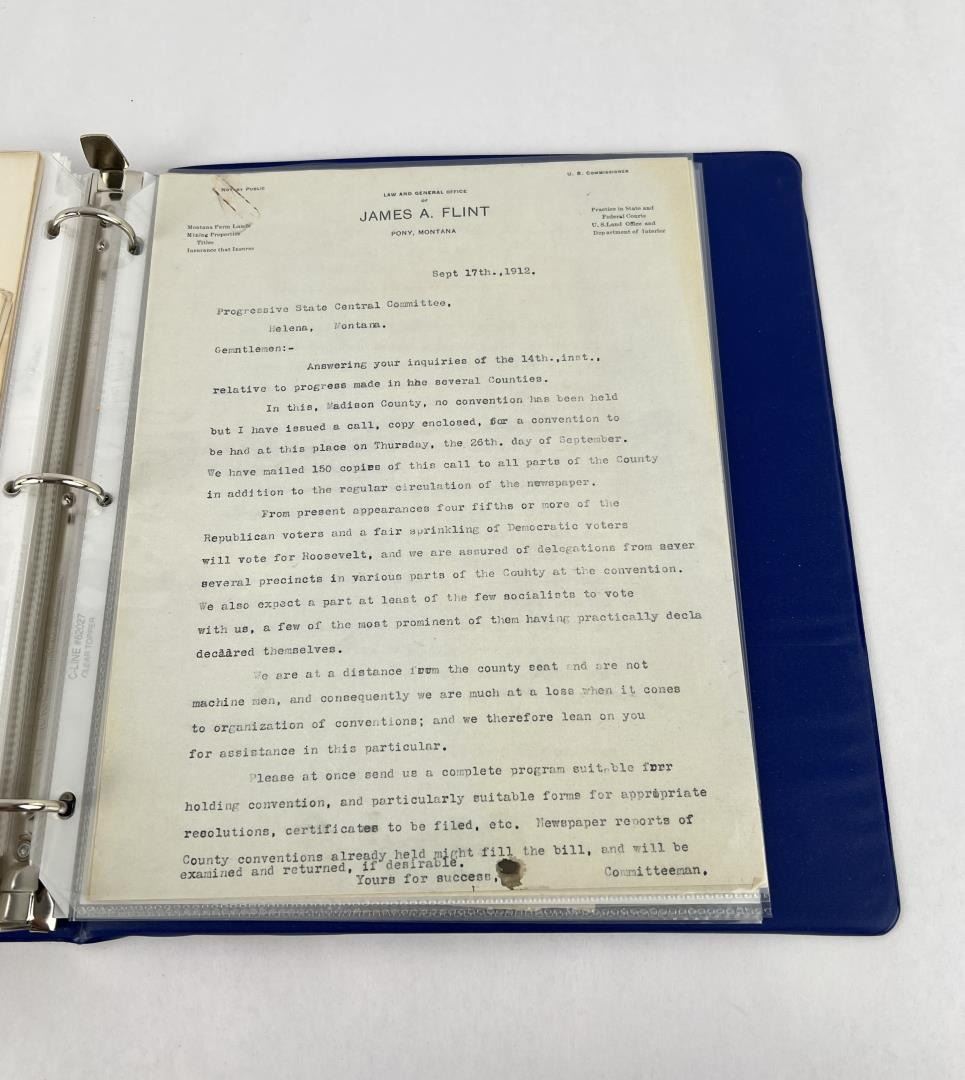 Notary Public
U. S. Commissioner
LAW AND GENERAL OFFICE
OF
JAMES A. FLINT
PONY, MONTANA
Montana Farm Lands
Mining Properties
Titles
Insurance that Insures
Practice in State and
Federal Courts
U. S. Land Office and
Department of Interior
Sept 17th.,1912.
Progressive State Central Committee,
Helena, Montana.
Gemntlemen:-
Answering your inquiries of the 14th.,inst.,
relative to progress made in hhe several Counties.
In this, Madison County, no convention has been held
but I have issued a call, copy enclosed, for a convention to
be had at this place on Thursday, the 26th. day of September.
We have mailed 150 copies of this call to all parts of the County
in addition to the regular circulation of the newspaper.
From present appearances four fifths or more of the
Republican voters and a fair sprinkling of Democratic voters
will vote for Roosevelt, and we are assured of delegations from sever
several precincts in various parts of the Couhty at the convention.
We also expect a part at least of the few socialists to vote
with us, a few of the most prominent of them having practically decla
decåared themselves.
We are at a distance from the county seat and are not
machine men, and consequently we are much at a loss when it comes
to organization of conventions; and we therefore lean on you
for assistance in this particular.
Please at once send us a complete program suitable for
holding convention, and particularly suitable forms for appropriate
resolutions, certificates to be filed, etc. Newspaper reports of
County conventions already held might fill the bill, and will be
examined and returned, if desirable.
Yours for success,
Committeeman.
C-LINE #62027
CLEAR TOPPER